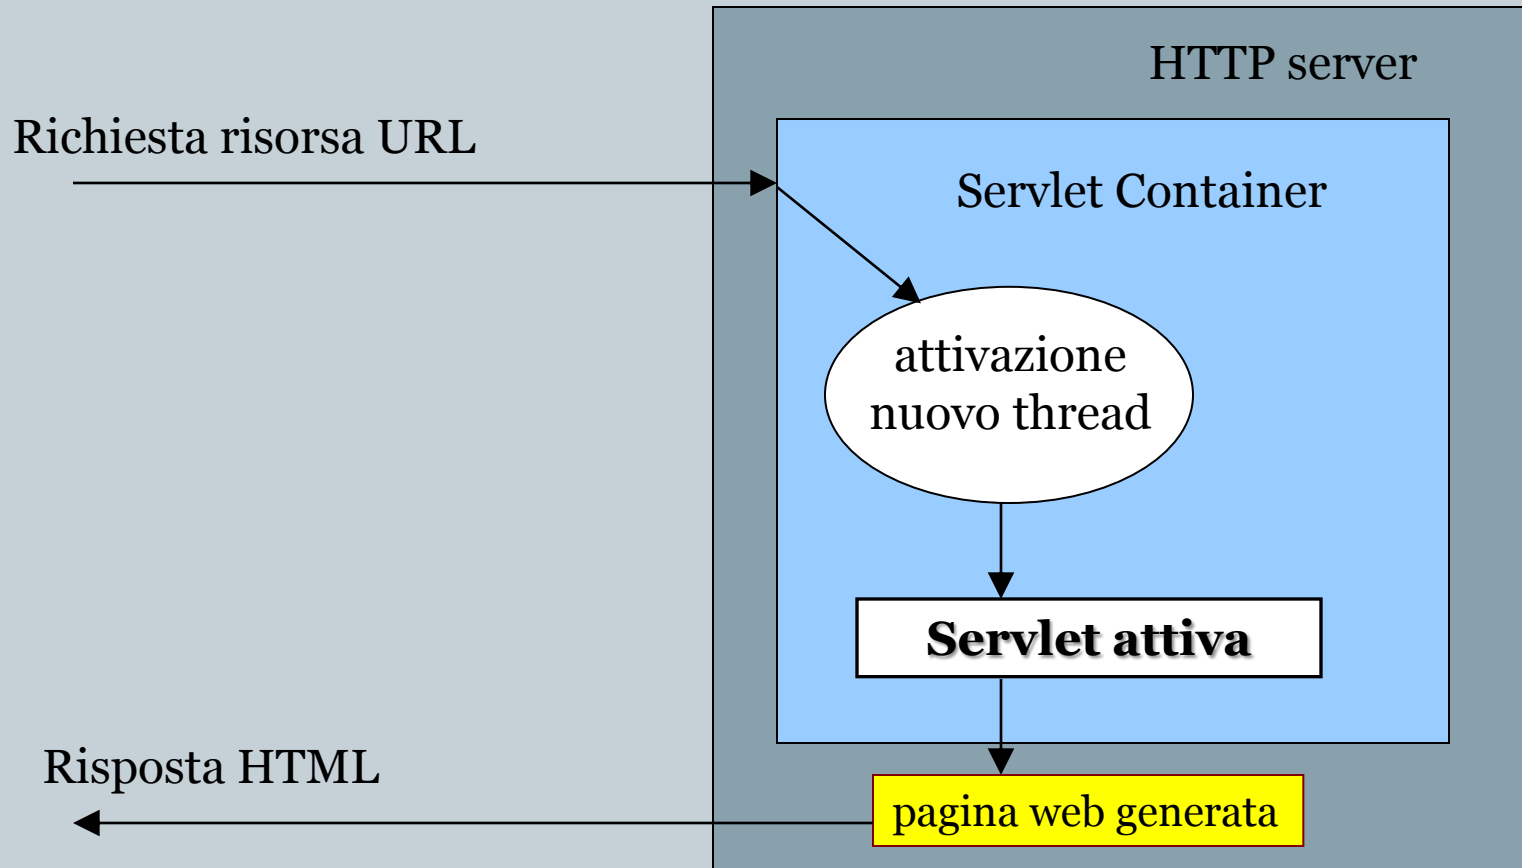 HTTP server
Richiesta risorsa URL
Servlet Container
attivazione
nuovo thread
Servlet attiva
Risposta HTML
pagina web generata